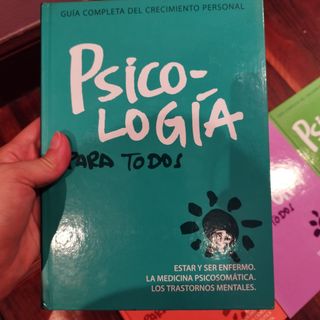 GUÍA COMPLETA DEL CRECIMIENTO PERSONAL
PSICO-
LOGÍA
PARA TODOS
ESTAR Y SER ENFERMO.
LA MEDICINA PSICOSOMÁTICA.
LOS TRASTORNOS MENTALES.